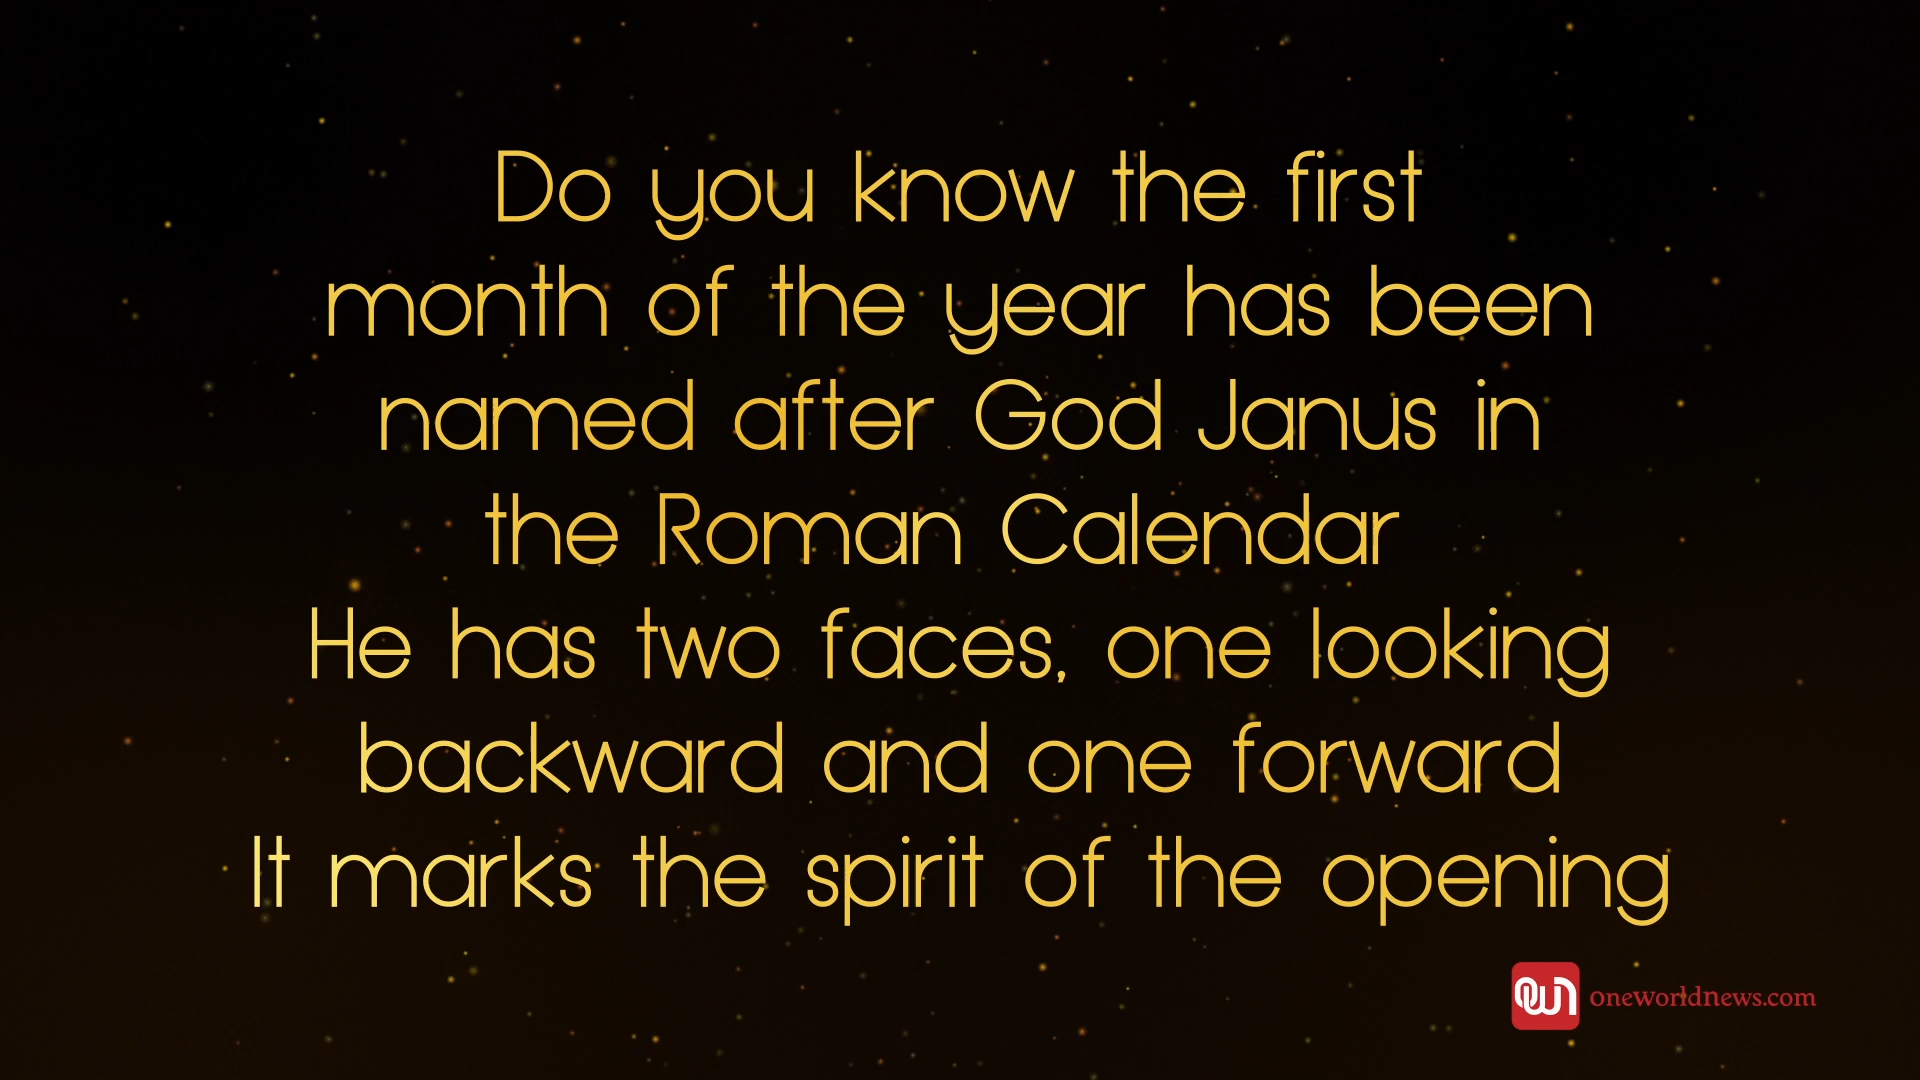 Do you know the first
month of the year has been
named after God Janus in
the Roman Calendar
He has two faces, one looking
backward and one forward
It marks the spirit of the opening
own oneworldnews.com